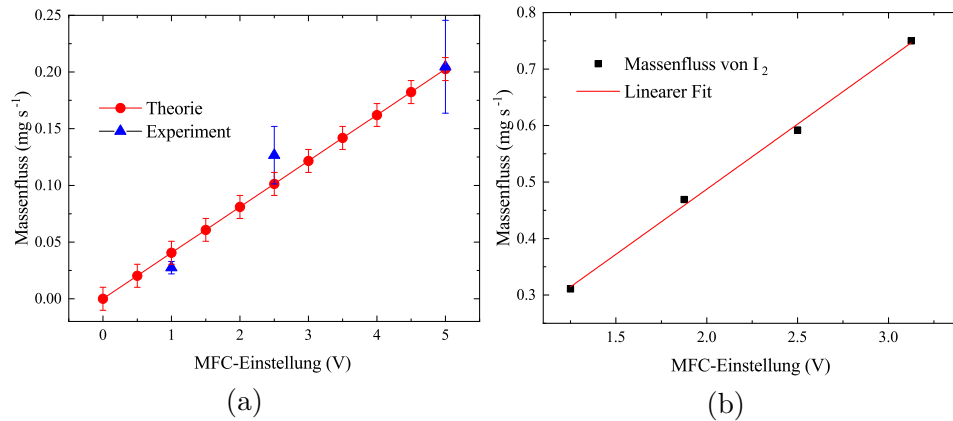 0.25
0.20
0.15
0.10
0.05
0.00
Massenfluss (mg s⁻¹)
Theorie
Experiment
0 1 2 3 4 5
MFC-Einstellung (V)
(a)
0.8
0.7
0.6
0.5
0.4
0.3
Massenfluss (mg s⁻¹)
Massenfluss von I₂
Linearer Fit
1.5 2.0 2.5 3.0
MFC-Einstellung (V)
(b)